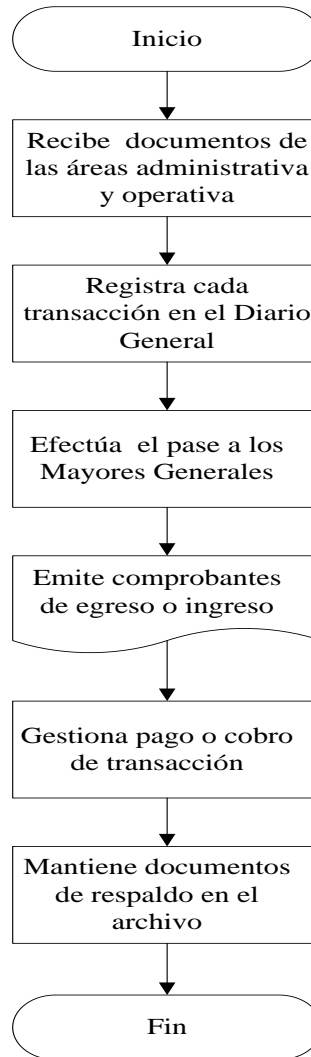 Inicio
Recibe documentos de
las áreas administrativa
y operativa
Registra cada
transacción en el Diario
General
Efectúa el pase a los
Mayores Generales
Emite comprobantes
de egreso o ingreso
Gestiona pago o cobro
de transacción
Mantiene documentos
de respaldo en el
archivo
Fin